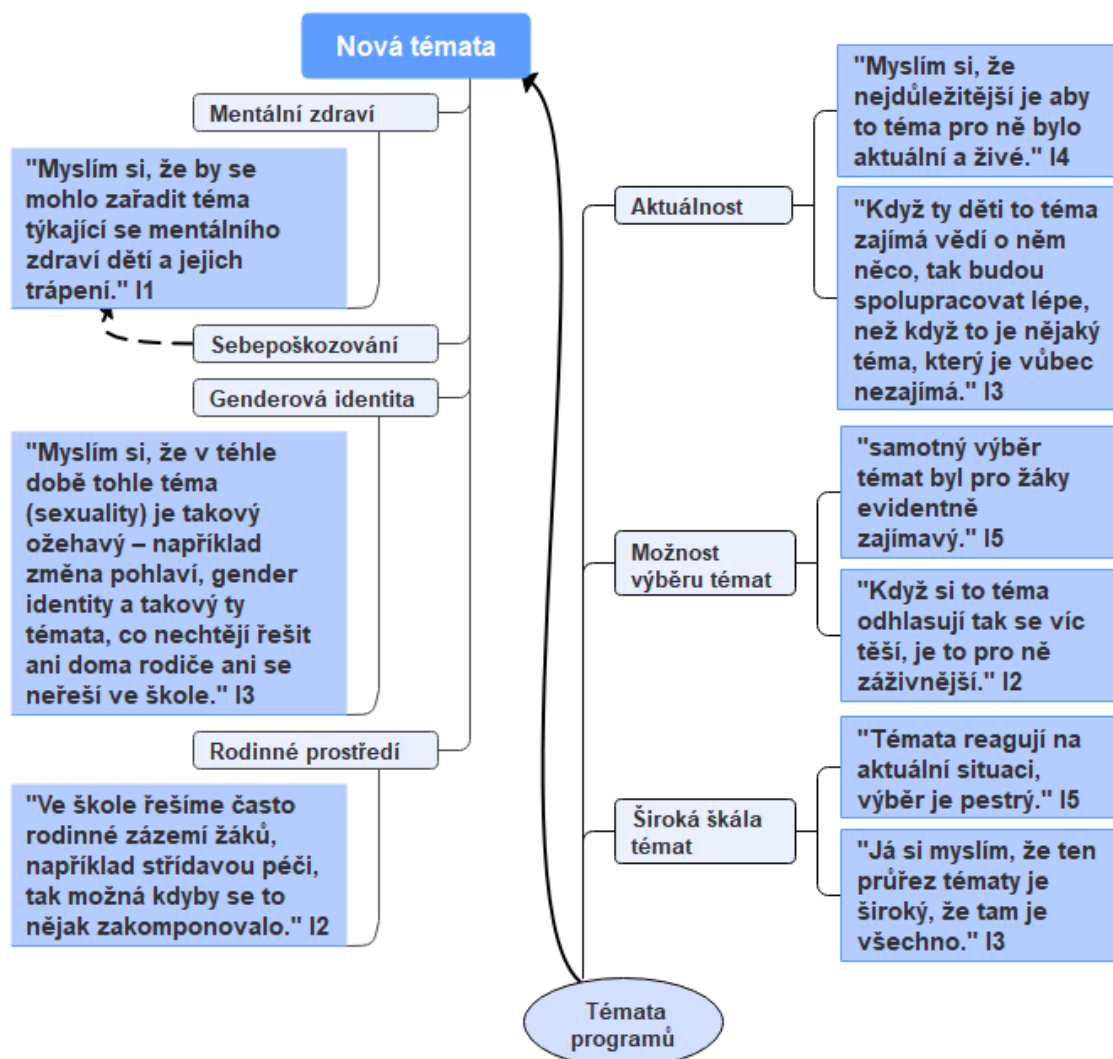 Nová témata
Mentální zdraví
"Myslím si, že by se
mohlo zařadit téma
týkající se mentálního
zdraví dětí a jejich
trápení." I1
Sebepoškozování
Genderová identita
"Myslím si, že v téhle
době tohle téma
(sexuality) je takový
ožehavý – například
změna pohlaví, gender
identity a takový ty
témata, co nechtějí řešit
ani doma rodiče ani se
neřeší ve škole." I3
Rodinné prostředí
"Ve škole řešíme často
rodinné zázemí žáků,
například střídavou péči,
tak možná kdyby se to
nějak zakomponovalo." I2
Aktuálnost
"Myslím si, že
nejdůležitější je aby
to téma pro ně bylo
aktuální a živé." I4
"Když ty děti to téma
zajímá vědí o něm
něco, tak budou
spolupracovat lépe,
než když to je nějaký
téma, který je vůbec
nezajímá." I3
Možnost
výběru témat
"samotný výběr
témat byl pro žáky
evidentně
zajímavý." I5
"Když si to téma
odhlasují tak se víc
těší, je to pro ně
záživnější." I2
Široká škála
témat
"Témata reagují na
aktuální situaci,
výběr je pestrý." I5
"Já si myslím, že ten
průřez tématy je
široký, že tam je
všechno." I3
Témata
programů